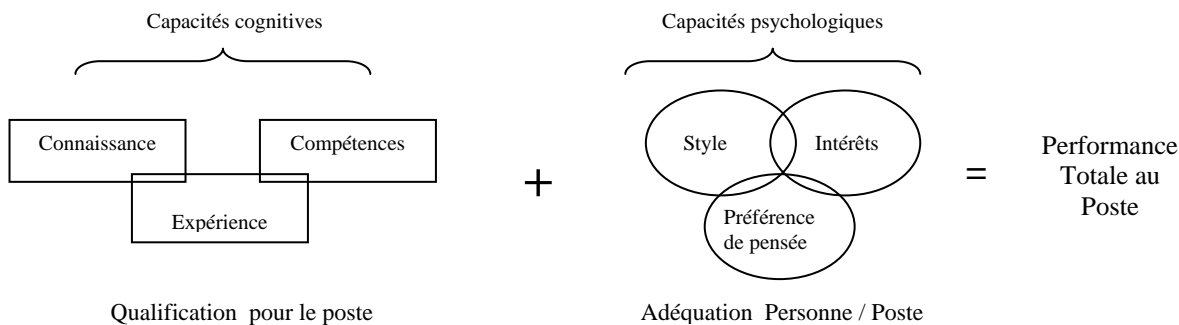 Capacités cognitives
Capacités psychologiques
Connaissance
Compétences
Expérience
+
Style
Intérêts
Préférence
de pensée
=
Performance
Totale au
Poste
Qualification pour le poste
Adéquation Personne / Poste